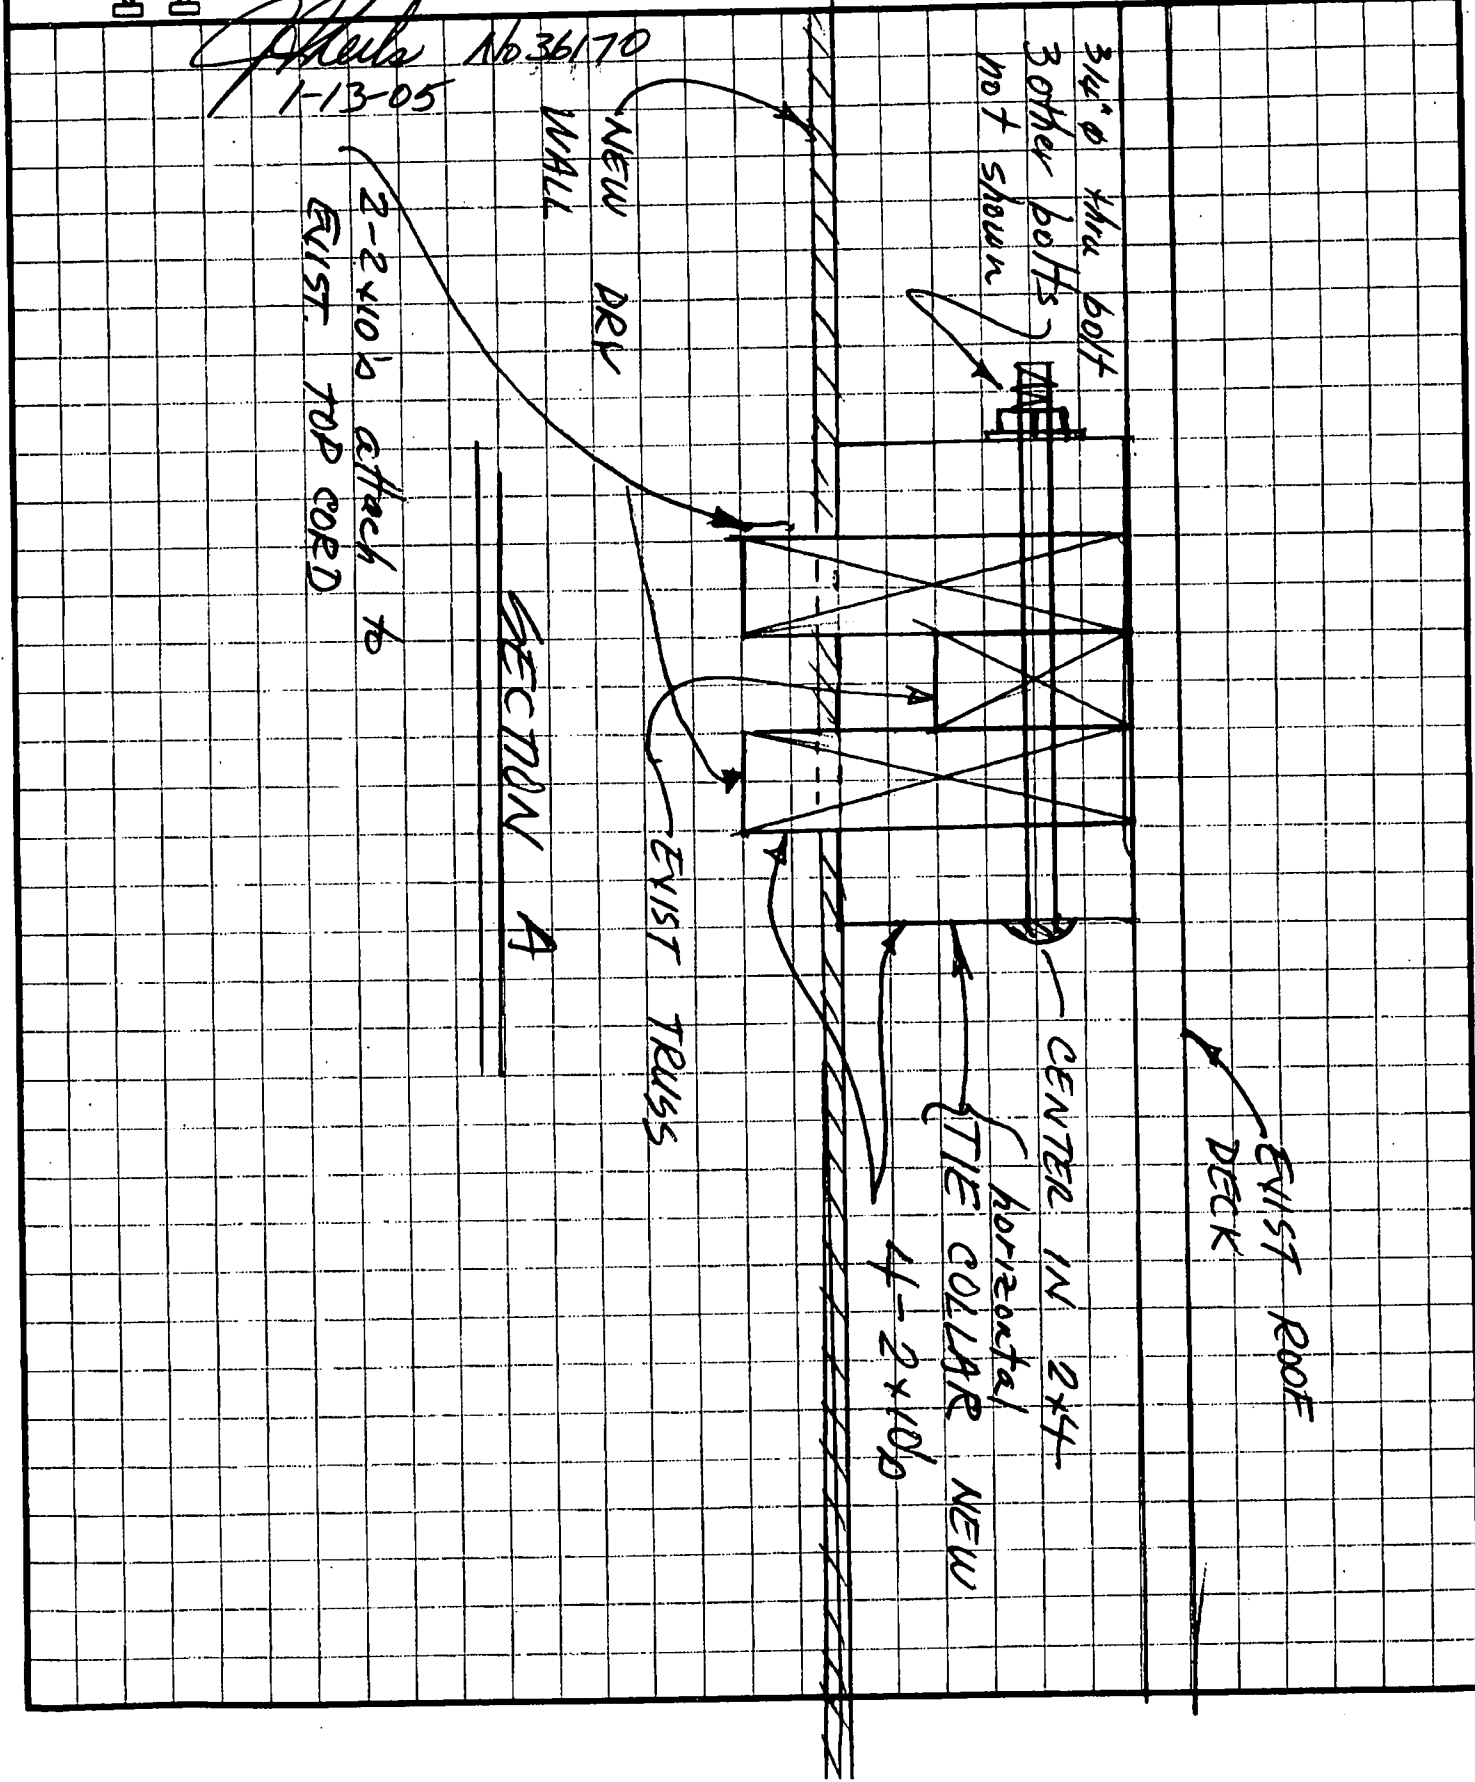 No 36170
1-13-05
3/4"φ thru bolt
3 other bolts
not shown
EXIST ROOF
DECK
CENTER IN 2x4
horizontal
TIE COLLAR NEW
4-2x10's
NEW DRY
WALL
EXIST TRUSS
2-2x10's attach to
EXIST. TOP CORD
SECTION A